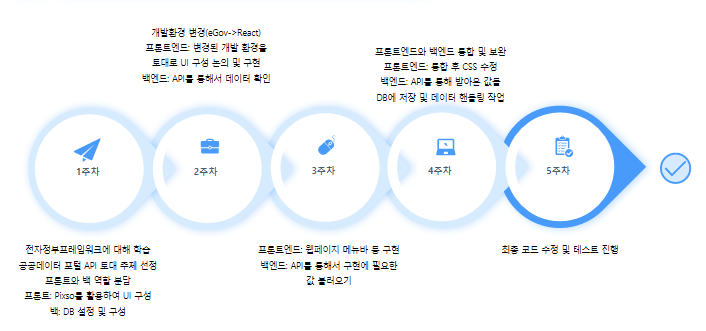 개발환경 변경(eGov->React)
프론트엔드: 변경된 개발 환경을
토대로 UI 구성 논의 및 구현
백엔드: API를 통해서 데이터 확인
프론트엔드와 백엔드 통합 및 보완
프론트엔드: 통합 후 CSS 수정
백엔드: API를 통해 받아온 값들
DB에 저장 및 데이터 핸들링 작업
1주차
2주차
3주차
4주차
5주차
전자정부프레임워크에 대해 학습
공공데이터 포털 API 토대 주제 선정
프론트와 백 역할 분담
프론트: Pixso를 활용하여 UI 구성
백: DB 설정 및 구성
프론트엔드: 웹페이지 메뉴바 등 구현
백엔드: API를 통해서 구현에 필요한
값 불러오기
최종 코드 수정 및 테스트 진행